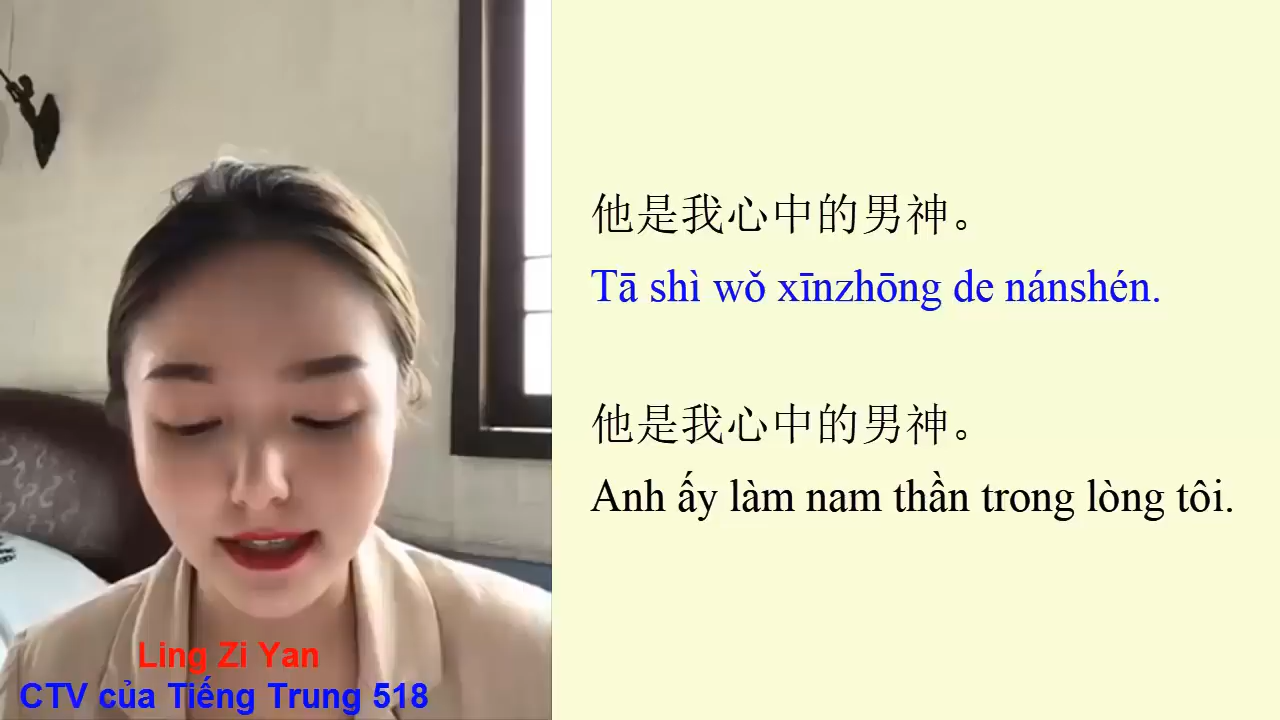 他是我心中的男神。
Tā shì wǒ xīnzhōng de nánshén.
他是我心中的男神。
Anh ấy làm nam thần trong lòng tôi.
Ling Zi Yan
CTV của Tiếng Trung 518